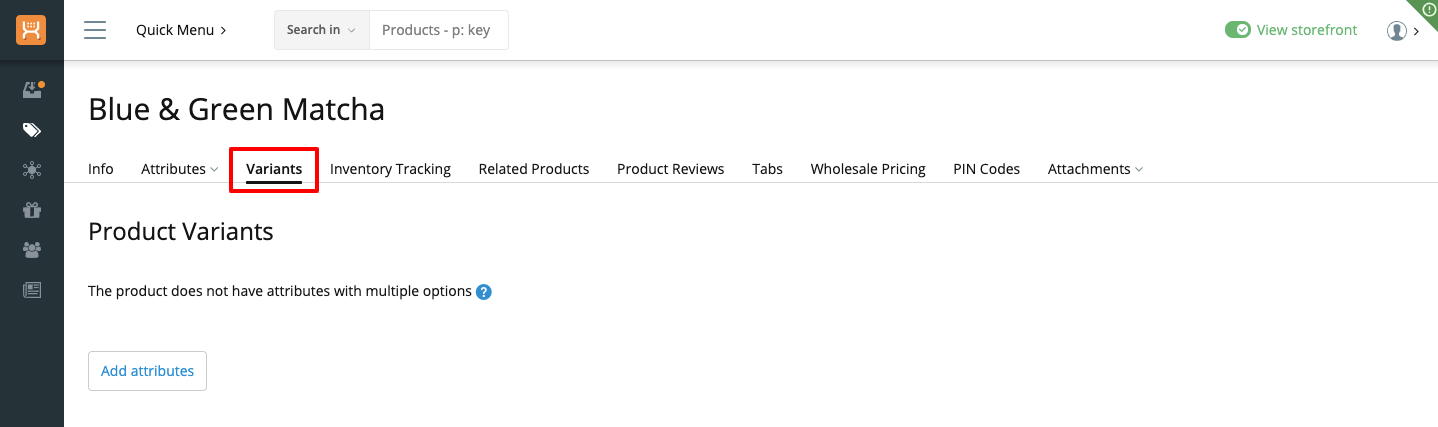 Quick Menu
Search in
Products - p: key
View storefront
Blue & Green Matcha
Info Attributes Variants Inventory Tracking Related Products Product Reviews Tabs Wholesale Pricing PIN Codes Attachments
Product Variants
The product does not have attributes with multiple options ?
Add attributes